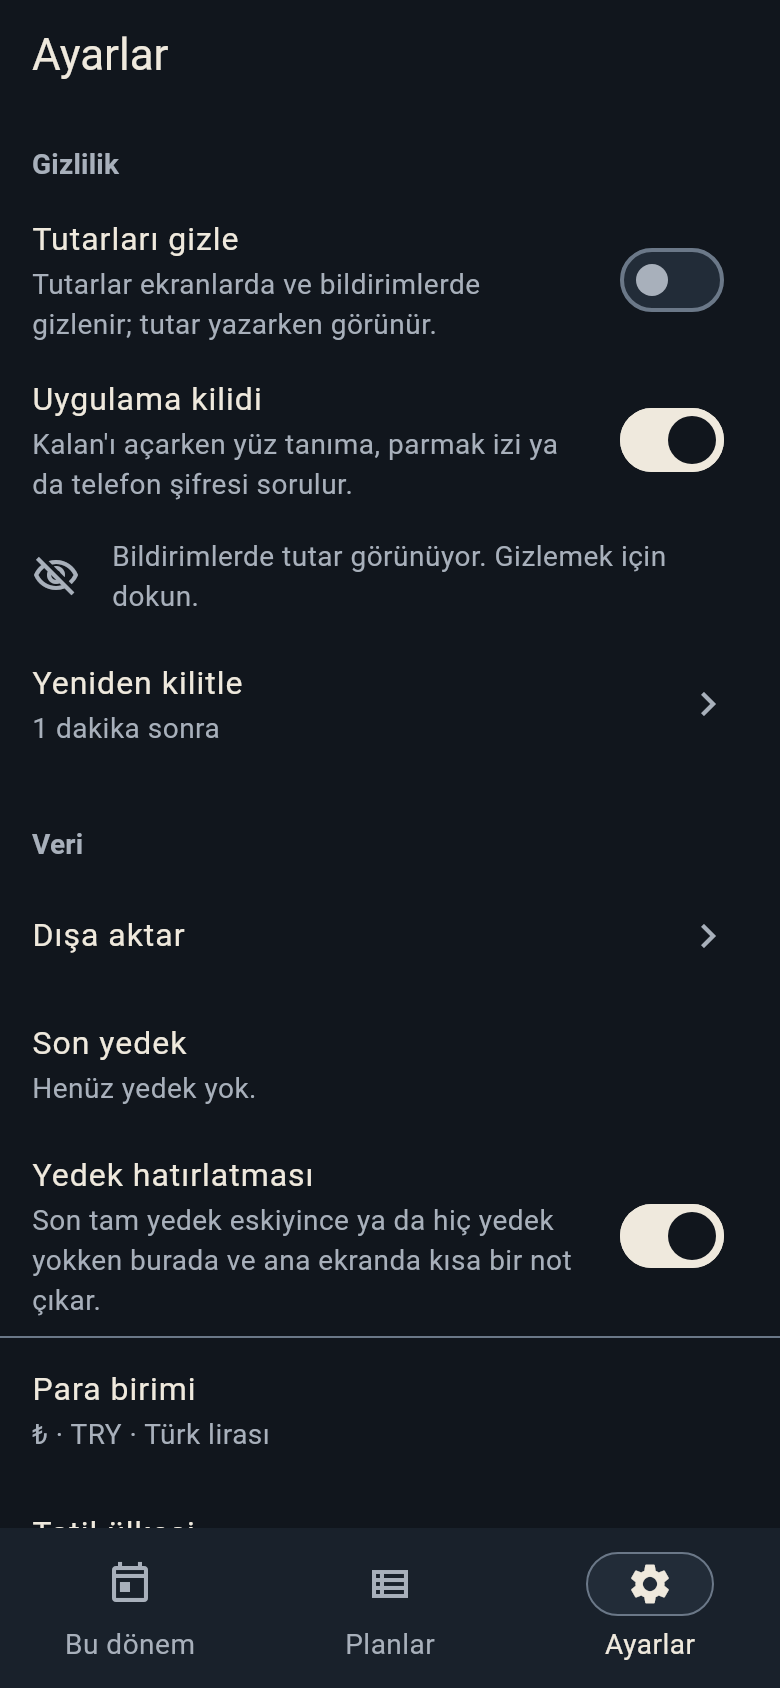 Ayarlar
Gizlilik
Tutarları gizle
Tutarlar ekranlarda ve bildirimlerde
gizlenir; tutar yazarken görünür.
Uygulama kilidi
Kalan'ı açarken yüz tanıma, parmak izi ya
da telefon şifresi sorulur.
Bildirimlerde tutar görünüyor. Gizlemek için
dokun.
Yeniden kilitle
1 dakika sonra
Veri
Dışa aktar
Son yedek
Henüz yedek yok.
Yedek hatırlatması
Son tam yedek eskiyince ya da hiç yedek
yokken burada ve ana ekranda kısa bir not
çıkar.
Para birimi
₺ · TRY · Türk lirası
Bu dönem
Planlar
Ayarlar